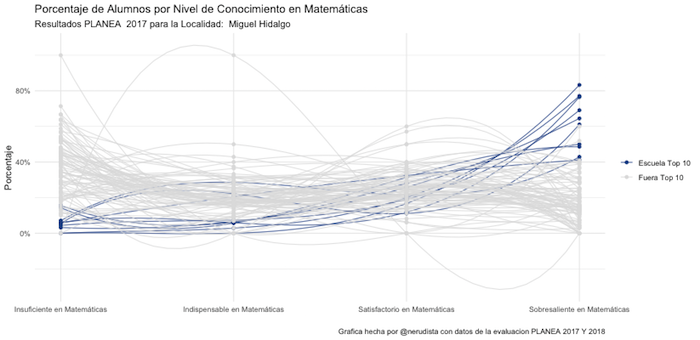 Porcentaje de Alumnos por Nivel de Conocimiento en Matemáticas
Resultados PLANEA 2017 para la Localidad: Miguel Hidalgo
Porcentaje
80%
40%
0%
Insuficiente en Matemáticas
Indispensable en Matemáticas
Satisfactorio en Matemáticas
Sobresaliente en Matemáticas
Escuela Top 10
Fuera Top 10
Grafica hecha por @nerudista con datos de la evaluacion PLANEA 2017 Y 2018